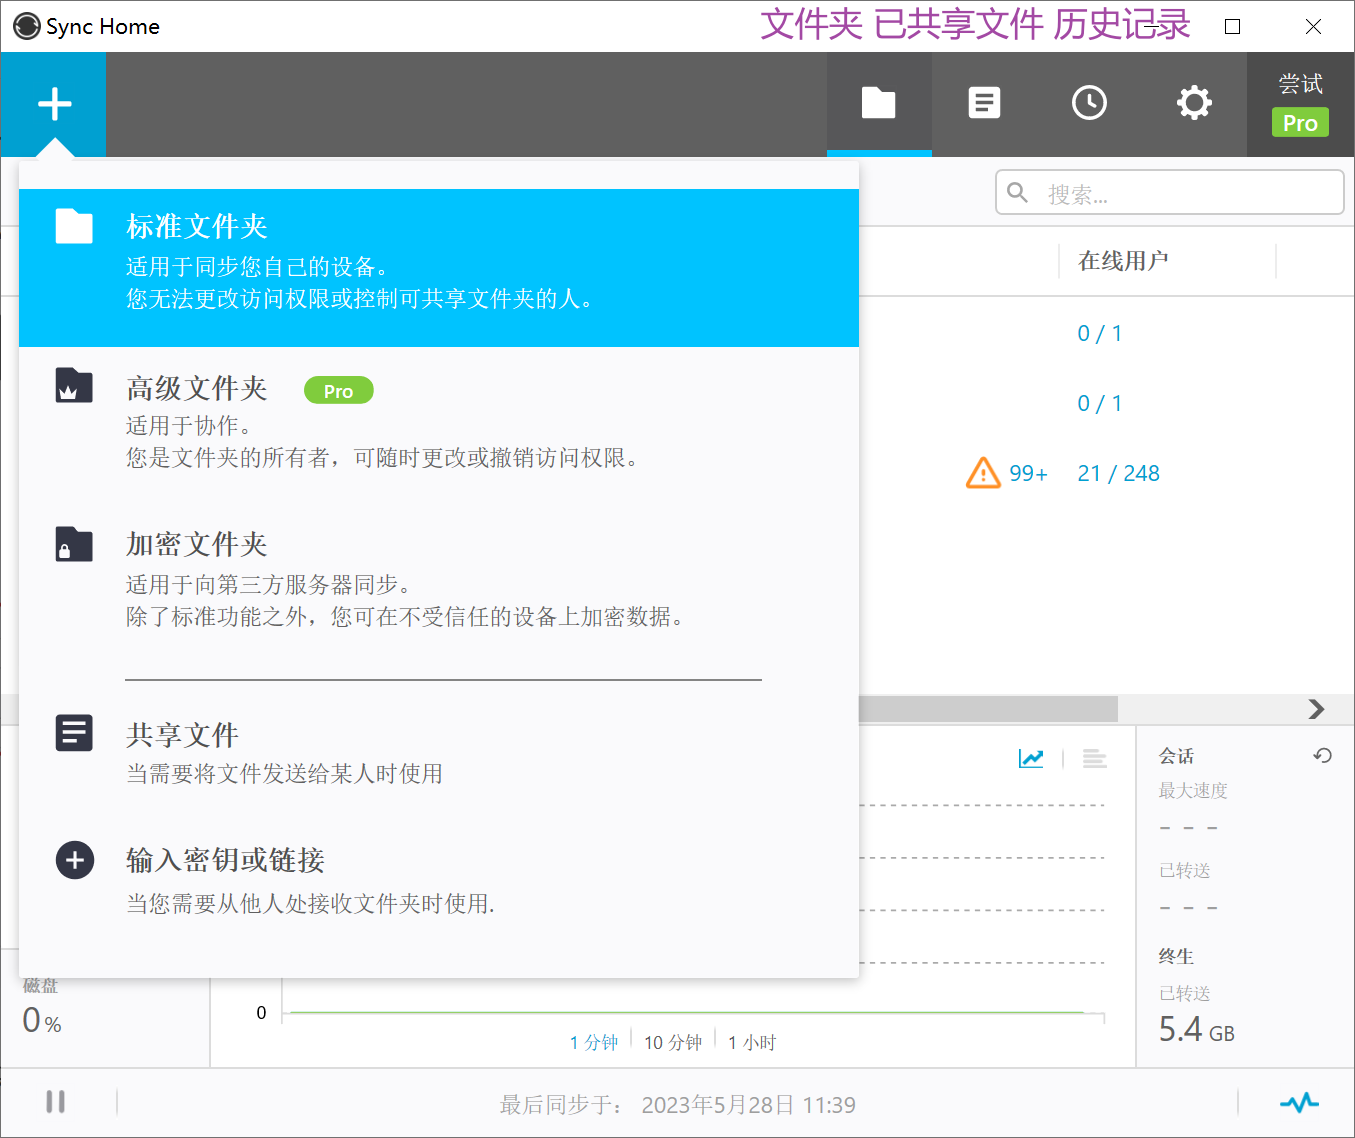 Sync Home
文件夹 已共享文件 历史记录
尝试
Pro
搜索...
标准文件夹
适用于同步您自己的设备。
您无法更改访问权限或控制可共享文件夹的人。
在线用户
0 / 1
高级文件夹 Pro
适用于协作。
您是文件夹的所有者，可随时更改或撤销访问权限。
0 / 1
99+ 21 / 248
加密文件夹
适用于向第三方服务器同步。
除了标准功能之外，您可在不受信任的设备上加密数据。
共享文件
当需要将文件发送给某人时使用
输入密钥或链接
当您需要从他人处接收文件夹时使用.
会话
最大速度
- - -
已转送
- - -
终生
已转送
5.4 GB
磁盘
0 %
0
1 分钟 10 分钟 1 小时
最后同步于： 2023年5月28日 11:39